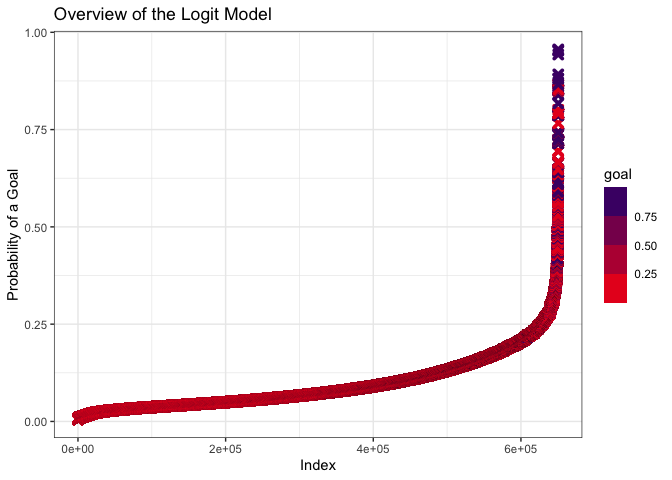 Overview of the Logit Model
1.00
0.75
0.50
0.25
0.00
Probability of a Goal
0e+00
2e+05
4e+05
6e+05
Index
goal
0.75
0.50
0.25